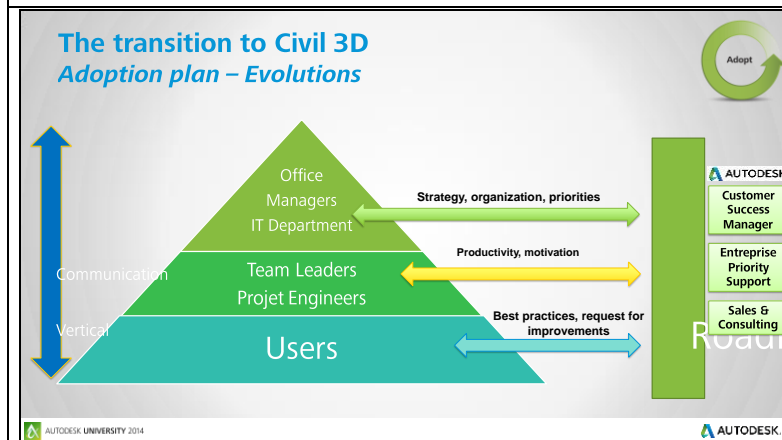 The transition to Civil 3D
Adoption plan – Evolutions
Adopt
Office
Managers
IT Department
Strategy, organization, priorities
AUTODESK
Customer
Success
Manager
Communication
Team Leaders
Projet Engineers
Productivity, motivation
Entreprise
Priority
Support
Vertical
Users
Best practices, request for
improvements
Sales &
Consulting
AUTODESK UNIVERSITY 2014
AUTODESK.